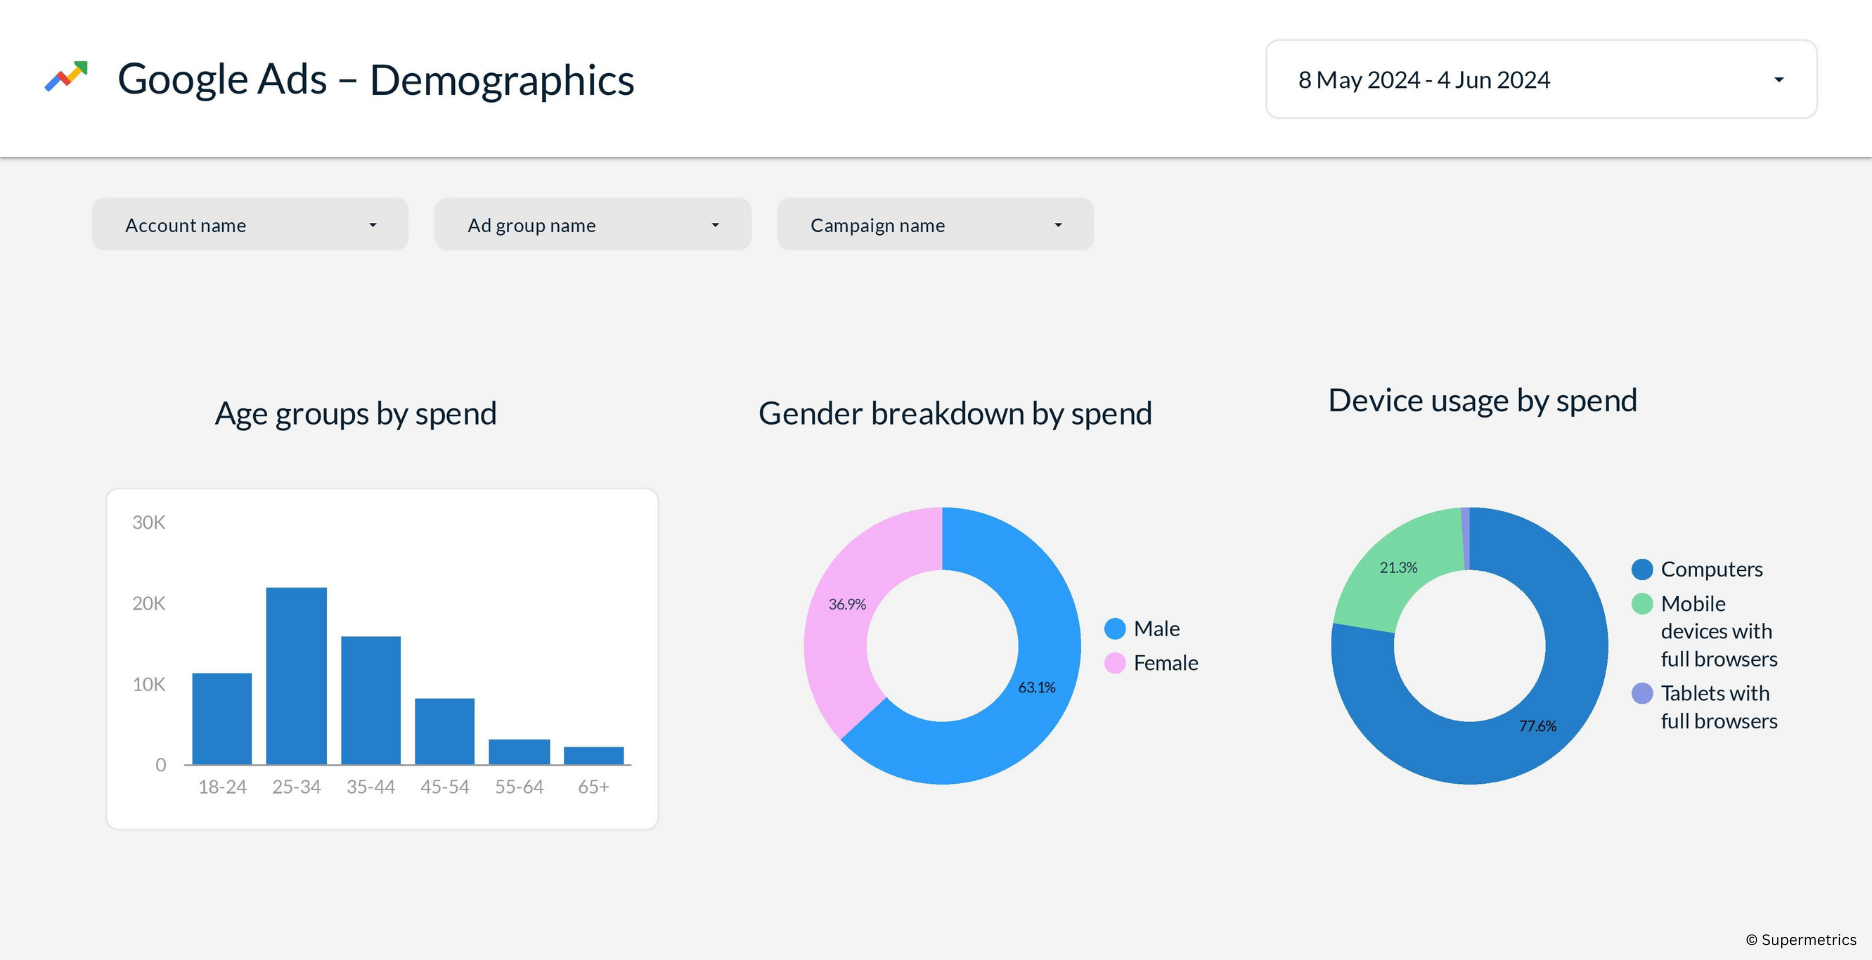 Google Ads – Demographics
8 May 2024 - 4 Jun 2024
Account name
Ad group name
Campaign name
Age groups by spend
30K
20K
10K
0
18-24
25-34
35-44
45-54
55-64
65+
Gender breakdown by spend
36.9%
63.1%
Male
Female
Device usage by spend
21.3%
77.6%
Computers
Mobile
devices with
full browsers
Tablets with
full browsers
© Supermetrics